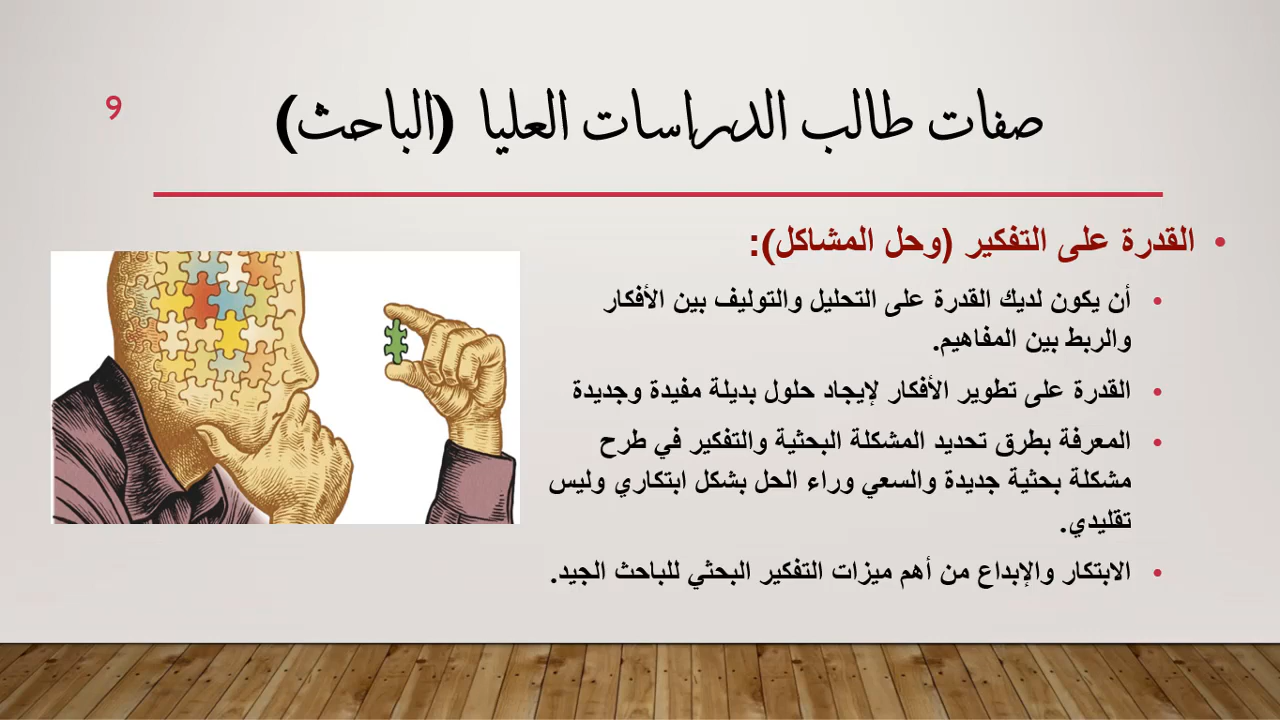 صفات طالب الدراسات العليا (الباحث)
9
القدرة على التفكير (وحل المشاكل):
أن يكون لديك القدرة على التحليل والتوليف بين الأفكار
والربط بين المفاهيم.
القدرة على تطوير الأفكار لإيجاد حلول بديلة مفيدة وجديدة
المعرفة بطرق تحديد المشكلة البحثية والتفكير في طرح
مشكلة بحثية جديدة والسعي وراء الحل بشكل ابتكاري وليس
تقليدي.
الابتكار والإبداع من أهم ميزات التفكير البحثي للباحث الجيد.